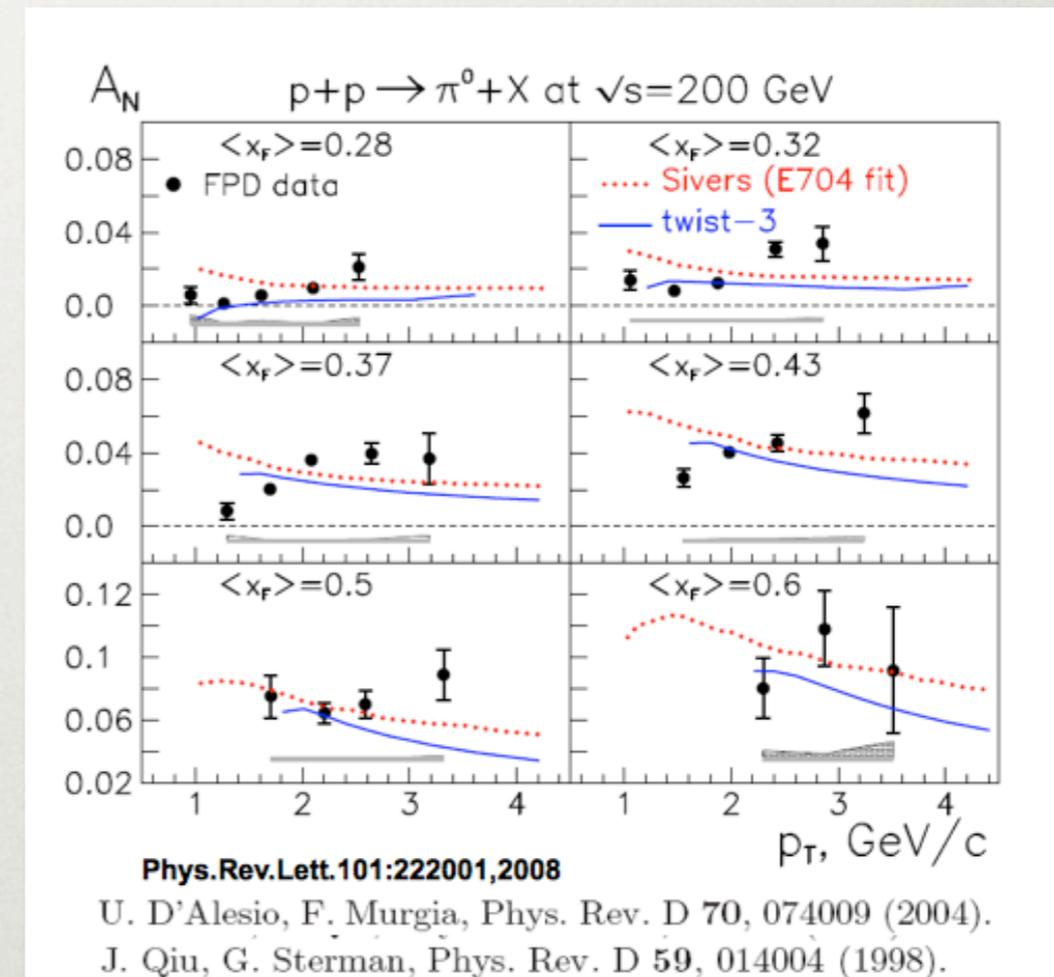 A_N p+p → π⁰+X at √s=200 GeV
<x_F>=0.28 <x_F>=0.32
0.08
FPD data Sivers (E704 fit)
0.04 twist-3
0.0
<x_F>=0.37 <x_F>=0.43
0.08
0.04
0.0
<x_F>=0.5 <x_F>=0.6
0.12
0.1
0.06
0.02
1 2 3 4 1 2 3 4
p_T, GeV/c
Phys.Rev.Lett.101:222001,2008
U. D'Alesio, F. Murgia, Phys. Rev. D 70, 074009 (2004).
J. Qiu, G. Sterman, Phys. Rev. D 59, 014004 (1998).